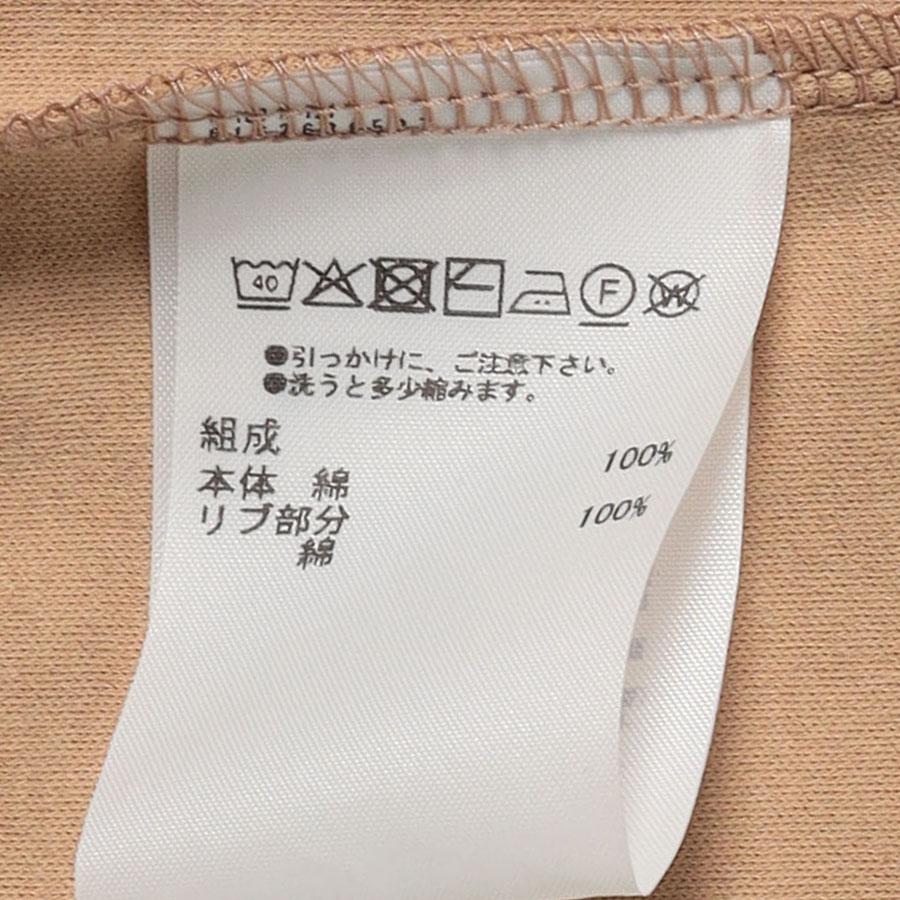 40 F W
●引っかけに、ご注意下さい。
●洗うと多少縮みます。
組成
本体 綿 100%
リブ部分
綿 100%